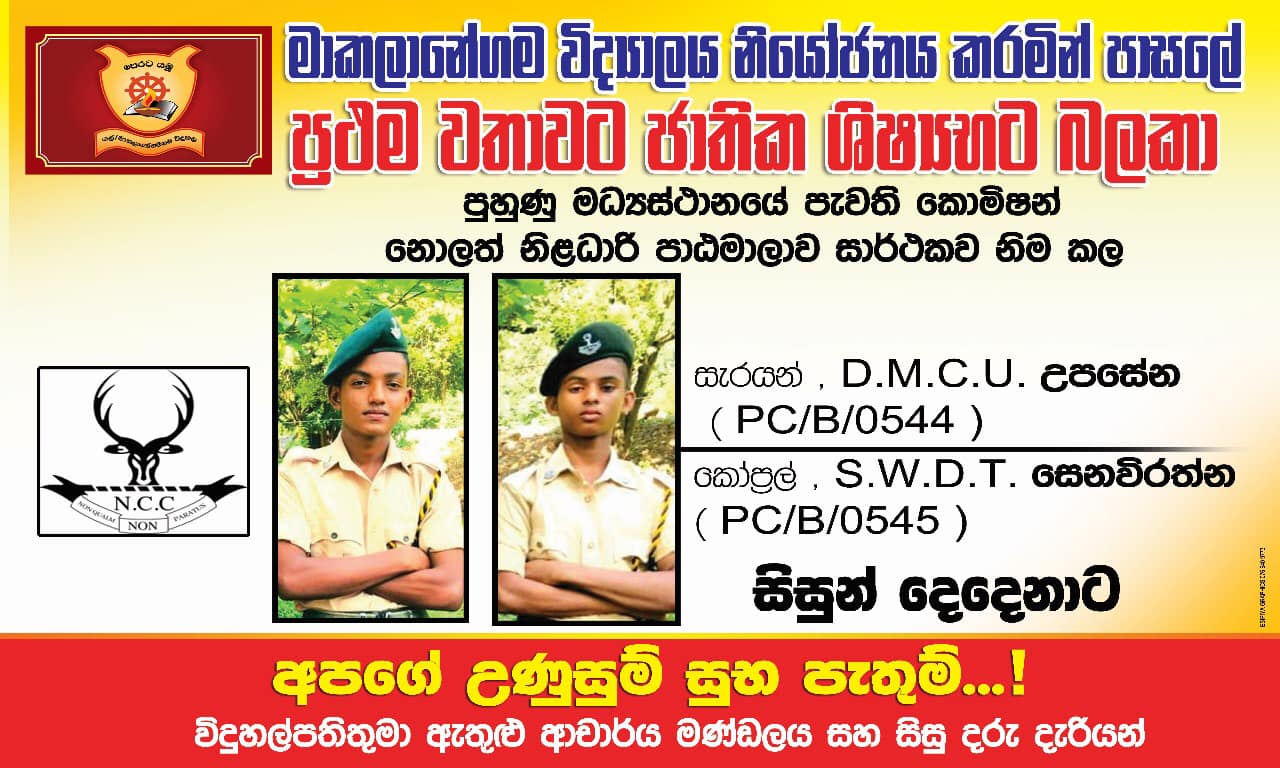 පෙරට යමු
මාකලානේගම විද්‍යාලය නියෝජනය කරමින් පාසලේ
ප්‍රථම වතාවට ජාතික ශිෂ්‍යභට බලකා
පුහුණු මධ්‍යස්ථානයේ පැවති කොමිෂන්
නොලත් නිළධාරි පාඨමාලාව සාර්ථකව නිම කල
N.C.C
NON QUAM NON PARATUS
සැරයන් , D.M.C.U. උපසේන
( PC/B/0544 )
කෝප්‍රල් , S.W.D.T. සෙනවිරත්න
( PC/B/0545 )
සිසුන් දෙදෙනාට
අපගේ උණුසුම් සුභ පැතුම්...!
විදුහල්පතිතුමා ඇතුළු ආචාර්ය මණ්ඩලය සහ සිසු දරු දැරියන්